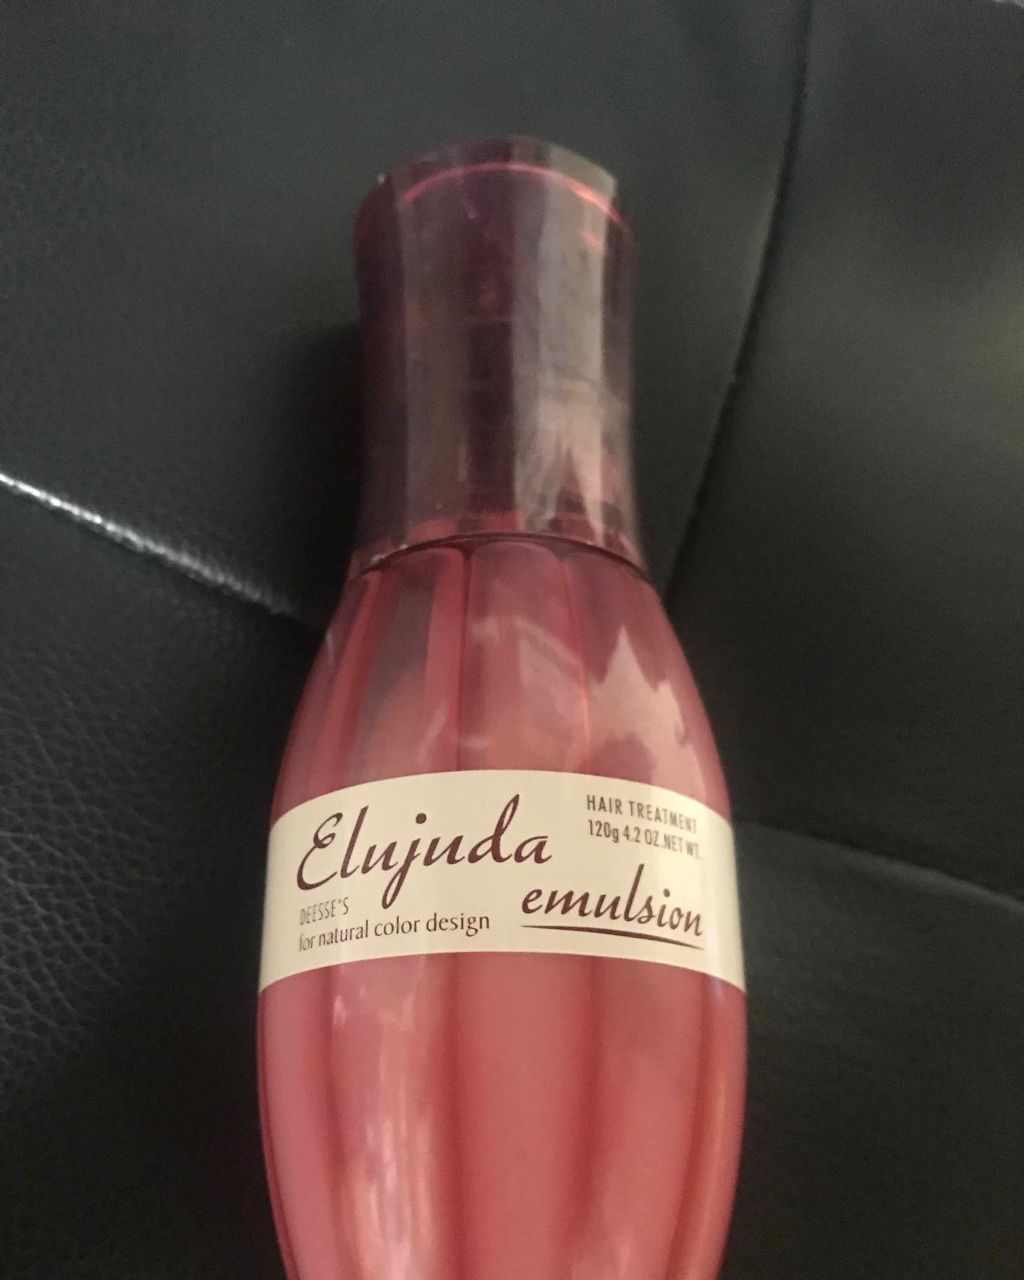 Elujuda
DEESSE'S
for natural color design
HAIR TREATMENT
120g 4.2 OZ.NET WT.
emulsion